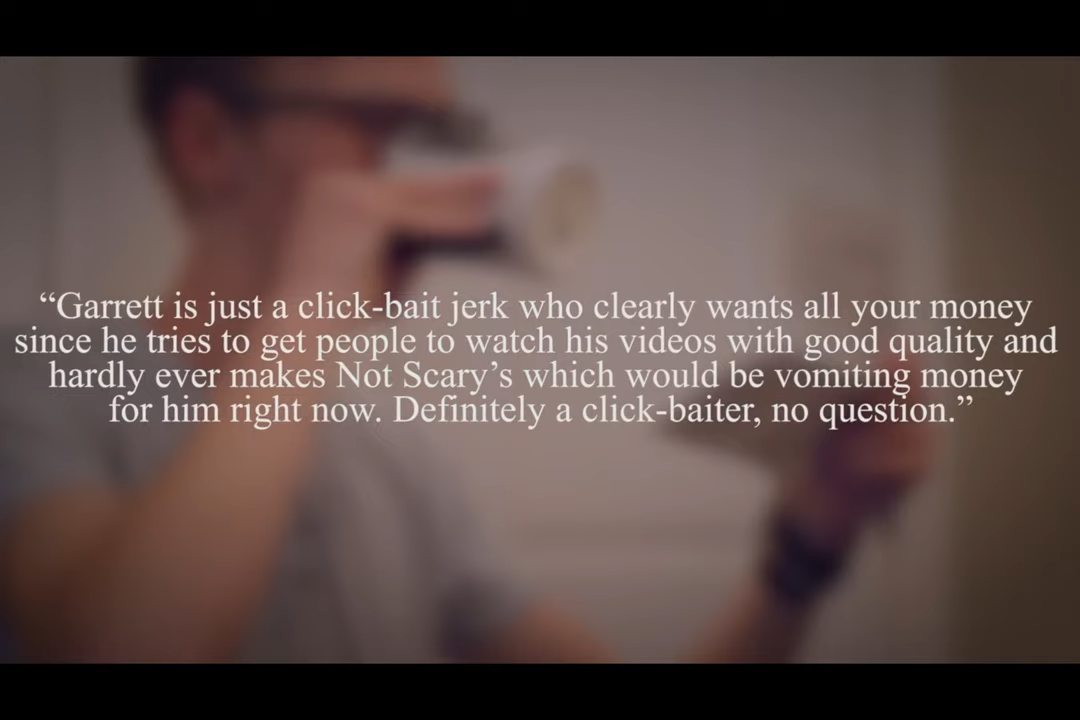 “Garrett is just a click-bait jerk who clearly wants all your money
since he tries to get people to watch his videos with good quality and
hardly ever makes Not Scary’s which would be vomiting money
for him right now. Definitely a click-baiter, no question.”